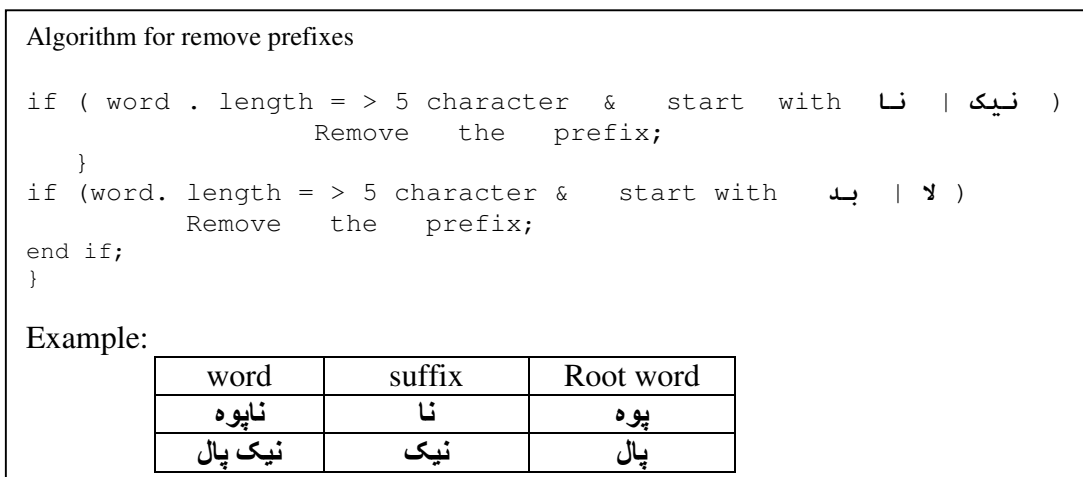 Algorithm for remove prefixes
if ( word . length = > 5 character & start with نا | نیک )
Remove the prefix;
}
if (word. length = > 5 character & start with بد | لا )
Remove the prefix;
end if;
}
Example:
word suffix Root word
ناپوه نا پوه
نیک پال نیک پال